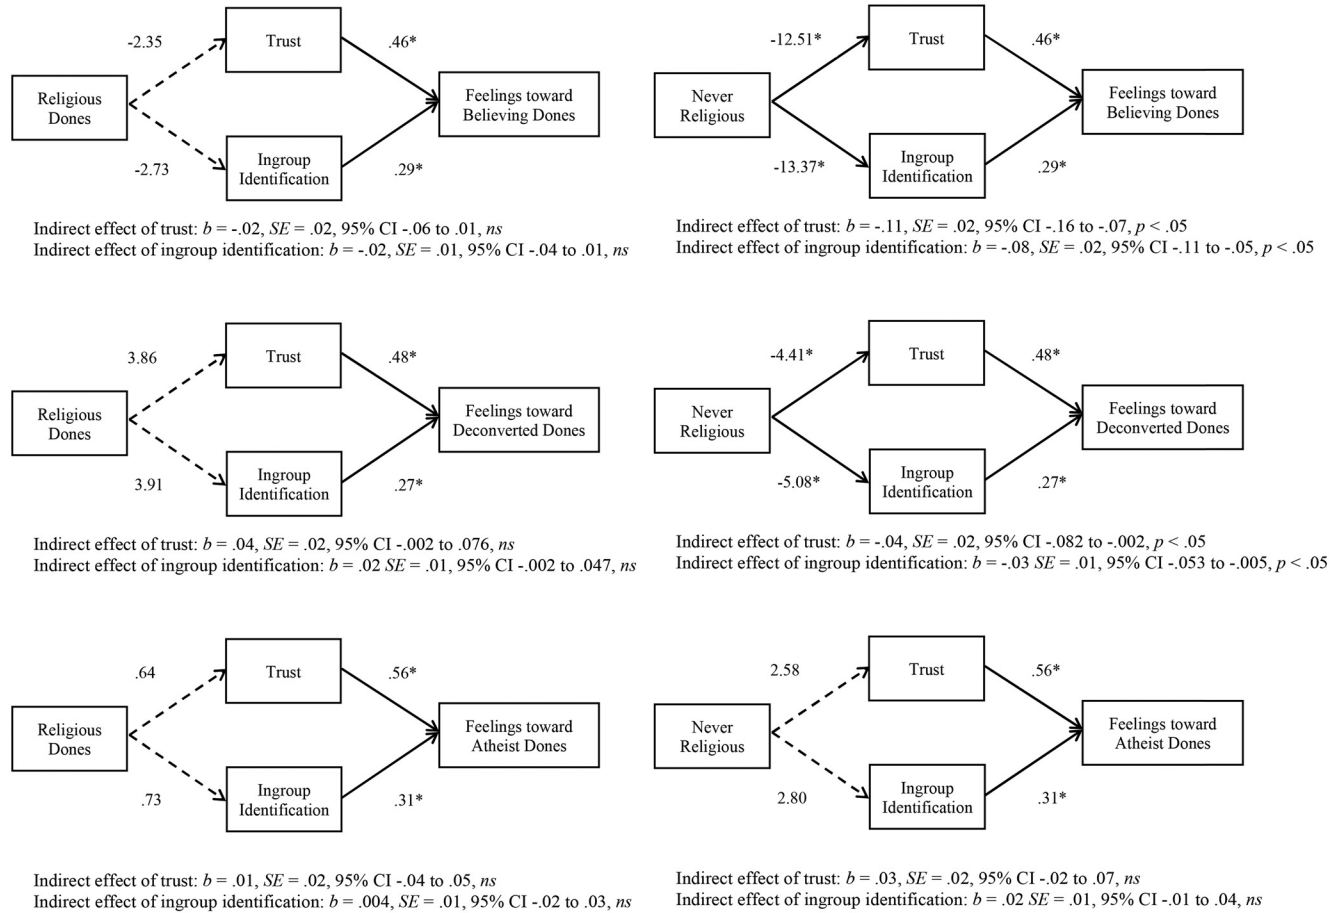 -2.35
Trust
.46*
Religious
Dones
Feelings toward
Believing Dones
-2.73
Ingroup
Identification
.29*
Indirect effect of trust: b = -.02, SE = .02, 95% CI -.06 to .01, ns
Indirect effect of ingroup identification: b = -.02, SE = .01, 95% CI -.04 to .01, ns
-12.51*
Trust
.46*
Never
Religious
Feelings toward
Believing Dones
-13.37*
Ingroup
Identification
.29*
Indirect effect of trust: b = -.11, SE = .02, 95% CI -.16 to -.07, p < .05
Indirect effect of ingroup identification: b = -.08, SE = .02, 95% CI -.11 to -.05, p < .05
3.86
Trust
.48*
Religious
Dones
Feelings toward
Deconverted Dones
3.91
Ingroup
Identification
.27*
Indirect effect of trust: b = .04, SE = .02, 95% CI -.002 to .076, ns
Indirect effect of ingroup identification: b = .02 SE = .01, 95% CI -.002 to .047, ns
-4.41*
Trust
.48*
Never
Religious
Feelings toward
Deconverted Dones
-5.08*
Ingroup
Identification
.27*
Indirect effect of trust: b = -.04, SE = .02, 95% CI -.082 to -.002, p < .05
Indirect effect of ingroup identification: b = -.03 SE = .01, 95% CI -.053 to -.005, p < .05
.64
Trust
.56*
Religious
Dones
Feelings toward
Atheist Dones
.73
Ingroup
Identification
.31*
Indirect effect of trust: b = .01, SE = .02, 95% CI -.04 to .05, ns
Indirect effect of ingroup identification: b = .004, SE = .01, 95% CI -.02 to .03, ns
2.58
Trust
.56*
Never
Religious
Feelings toward
Atheist Dones
2.80
Ingroup
Identification
.31*
Indirect effect of trust: b = .03, SE = .02, 95% CI -.02 to .07, ns
Indirect effect of ingroup identification: b = .02 SE = .01, 95% CI -.01 to .04, ns